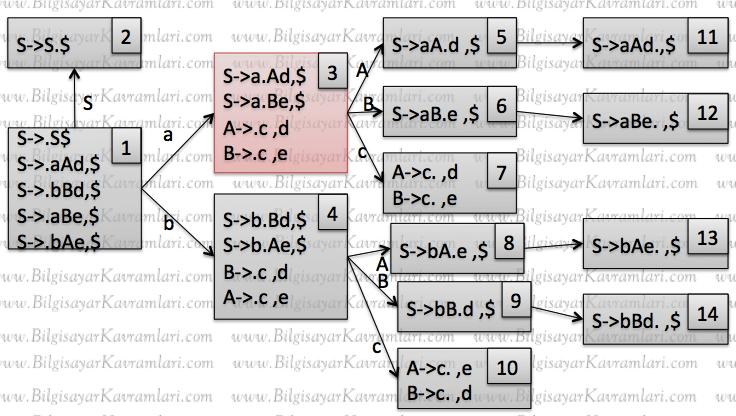 S->S.$ 2
S
S->.S$
S->.aAd,$
S->.bBd,$
S->.aBe,$
S->.bAe,$
1
a
b
S->a.Ad,$
S->a.Be,$
A->.c ,d
B->.c ,e
3
S->b.Bd,$
S->b.Ae,$
B->.c ,d
A->.c ,e
4
A
B
c
S->aA.d ,$ 5
S->aB.e ,$ 6
A->c. ,d
B->c. ,e
7
A
B
c
S->bA.e ,$ 8
S->bB.d ,$ 9
A->c. ,e
B->c. ,d
10
S->aAd.,$ 11
S->aBe. ,$ 12
S->bAe. ,$ 13
S->bBd. ,$ 14
www.BilgisayarKavramlari.com